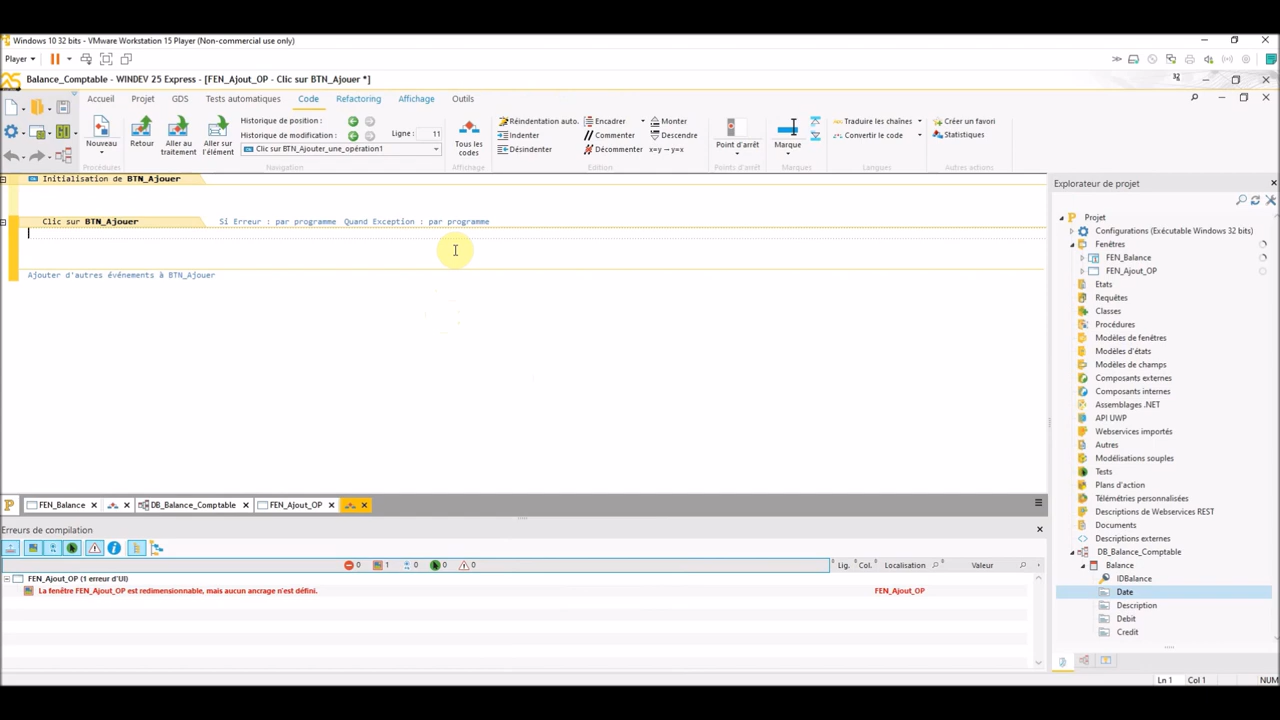 Windows 10 32 bits - VMware Workstation 15 Player (Non-commercial use only)
Player
Balance_Comptable - WINDEV 25 Express - [FEN_Ajout_OP - Clic sur BTN_Ajouer *]
32
Accueil Projet GDS Tests automatiques Code Refactoring Affichage Outils
Nouveau
Procédures
Retour
Aller au traitement
Aller sur l'élément
Historique de position :
Historique de modification :
Ligne : 11
Clic sur BTN_Ajouter_une_opération1
Navigation
Tous les codes
Affichage
Réindentation auto.
Indenter
Désindenter
Encadrer
Commenter
Décommenter
Monter
Descendre
x=y→y=x
Edition
Point d'arrêt
Points d'arrêt
Marque
Marques
Traduire les chaînes
Convertir le code
Langues
Créer un favori
Statistiques
Autres actions
Initialisation de BTN_Ajouer
Clic sur BTN_Ajouer Si Erreur : par programme Quand Exception : par programme
Ajouter d'autres événements à BTN_Ajouer
FEN_Balance DB_Balance_Comptable FEN_Ajout_OP
Erreurs de compilation
0 1 0 0 0 Lig. Col. Localisation Valeur
FEN_Ajout_OP (1 erreur d'UI)
La fenêtre FEN_Ajout_OP est redimensionnable, mais aucun ancrage n'est défini. FEN_Ajout_OP
Explorateur de projet
Projet
Configurations (Exécutable Windows 32 bits)
Fenêtres
FEN_Balance
FEN_Ajout_OP
Etats
Requêtes
Classes
Procédures
Modèles de fenêtres
Modèles d'états
Modèles de champs
Composants externes
Composants internes
Assemblages .NET
API UWP
Webservices importés
Autres
Modélisations souples
Tests
Plans d'action
Télémétries personnalisées
Descriptions de Webservices REST
Documents
Descriptions externes
DB_Balance_Comptable
Balance
IDBalance
Date
Description
Debit
Credit
Ln 1 Col 1 NUM